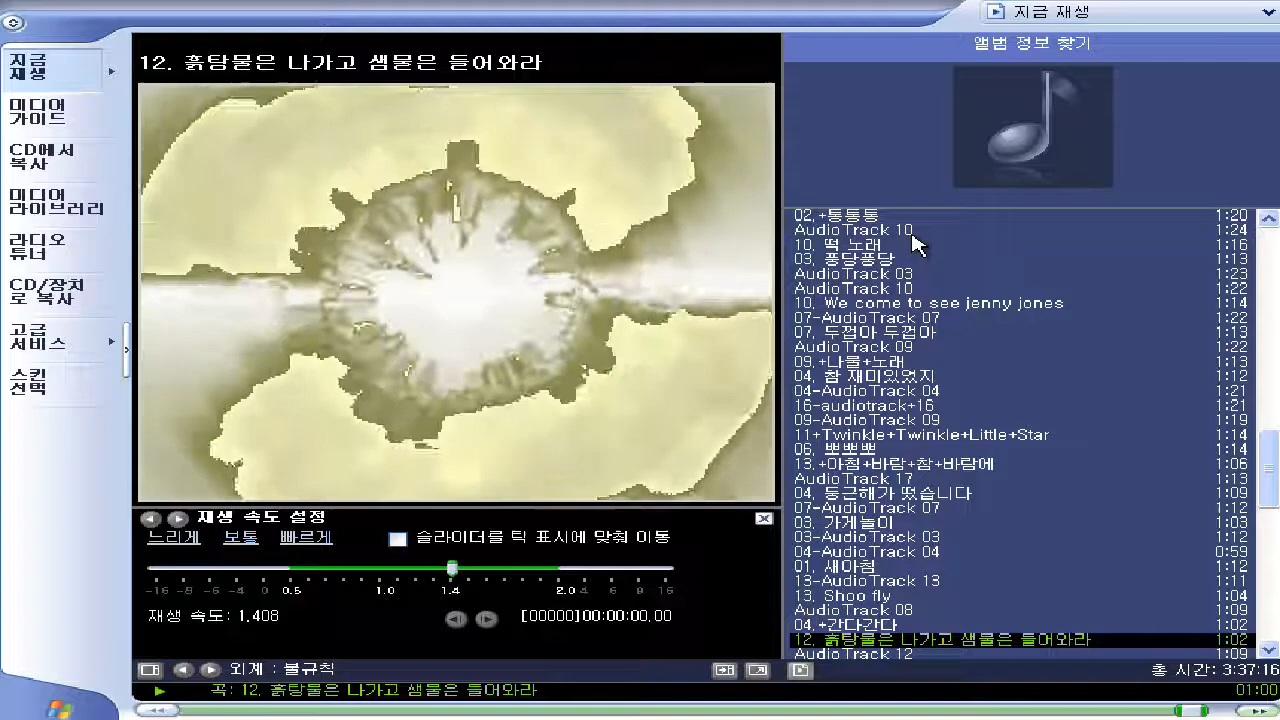 지금 재생
앨범 정보 찾기
지금
재생
미디어
가이드
CD에서
복사
미디어
라이브러리
라디오
튜너
CD/장치
로 복사
고급
서비스
스킨
선택
12. 흙탕물은 나가고 샘물은 들어와라
재생 속도 설정
느리게 보통 빠르게 슬라이더를 틱 표시에 맞춰 이동
-16 -8 -4 0 0.5 1.0 1.4 2.0 4 6 8 16
재생 속도: 1.408 [00000]00:00:00.00
외계 : 불규칙
곡: 12. 흙탕물은 나가고 샘물은 들어와라
02.+통통통 1:20
AudioTrack 10 1:24
10. 떡 노래 1:16
03. 퐁당퐁당 1:13
AudioTrack 03 1:23
AudioTrack 10 1:22
10. We come to see jenny jones 1:14
07-AudioTrack 07 1:22
07. 두껍아 두껍아 1:13
AudioTrack 09 1:22
09.+나물+노래 1:13
04. 참 재미있었지 1:12
04-AudioTrack 04 1:21
16-audiotrack+16 1:21
09-AudioTrack 09 1:19
11+Twinkle+Twinkle+Little+Star 1:14
06. 뽀뽀뽀 1:14
13.+아침+바람+찬+바람에 1:06
AudioTrack 17 1:13
04. 둥근해가 떴습니다 1:09
07-AudioTrack 07 1:12
03. 가게놀이 1:03
03-AudioTrack 03 1:12
04-AudioTrack 04 0:59
01. 새아침 1:12
13-AudioTrack 13 1:11
13. Shoo fly 1:04
AudioTrack 08 1:09
04.+간다간다 1:02
12. 흙탕물은 나가고 샘물은 들어와라 1:02
AudioTrack 12 1:09
총 시간: 3:37:16
01:00